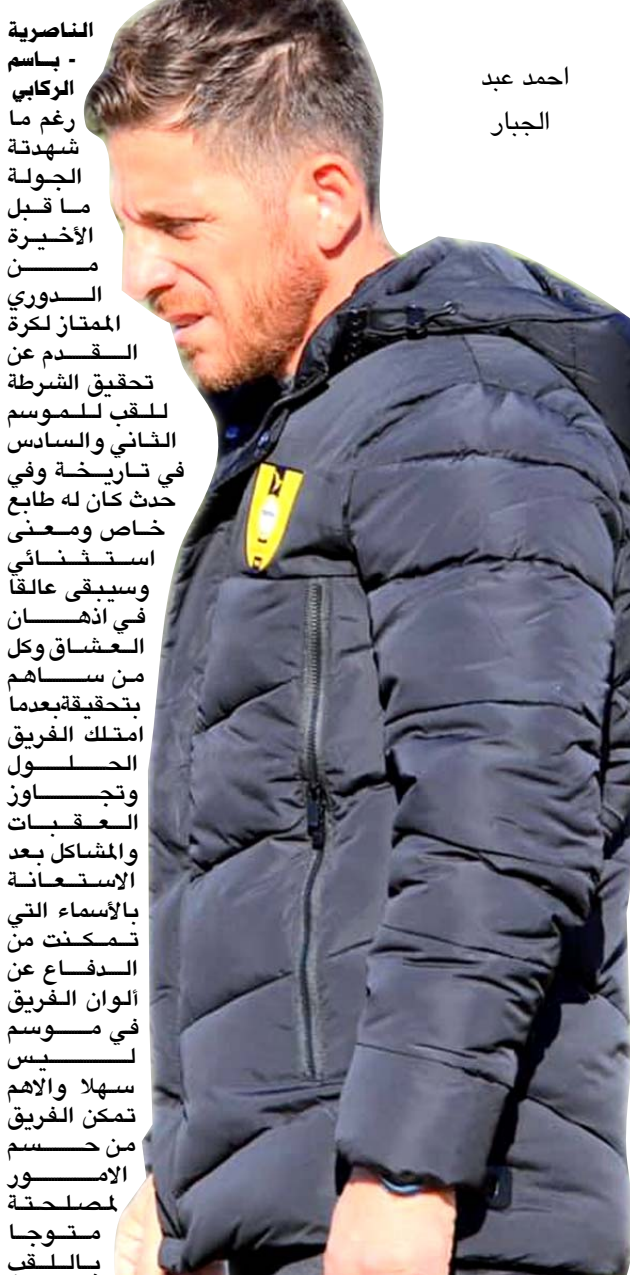 احمد عبد
الجبار
الناصرية
- باسم
الركابي
رغم ما
شهدتة
الجولة
ما قبل
الأخيرة
من
الدوري
الممتاز لكرة
القدم عن
تحقيق الشرطة
للقب للموسم
الثاني والسادس
في تاريخة وفي
حدث كان له طابع
خاص ومعنى
استثنائي
وسيبقى عالقا
في اذهان
العشاق وكل
من ساهم
بتحقيقةبعدما
امتلك الفريق
الحلول
وتجاوز
العقبات
والمشاكل بعد
الاستعانة
بالأسماء التي
تمكنت من
الدفاع عن
ألوان الفريق
في موسم
ليس
سهلا والاهم
تمكن الفريق
من حسم
الامور
لمصلحتة
متوجا
باللقب